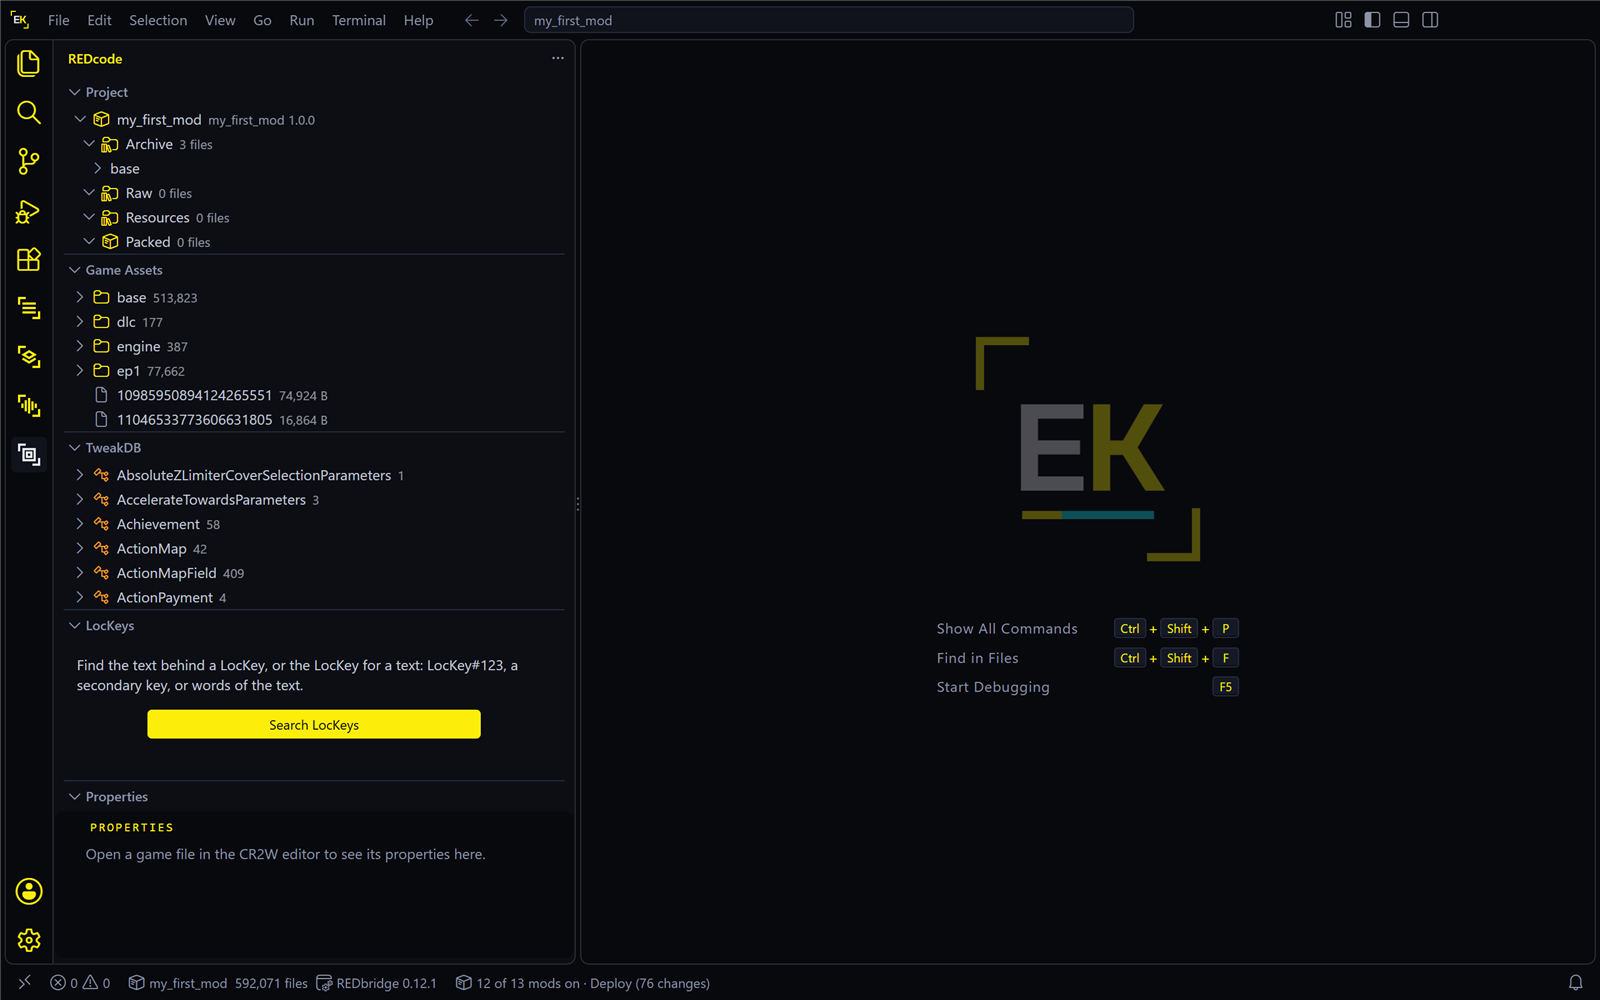 EK File Edit Selection View Go Run Terminal Help my_first_mod
REDcode
Project
my_first_mod my_first_mod 1.0.0
Archive 3 files
base
Raw 0 files
Resources 0 files
Packed 0 files
Game Assets
base 513,823
dlc 177
engine 387
ep1 77,662
10985950894124265551 74,924 B
11046533773606631805 16,864 B
TweakDB
AbsoluteZLimiterCoverSelectionParameters 1
AccelerateTowardsParameters 3
Achievement 58
ActionMap 42
ActionMapField 409
ActionPayment 4
LocKeys
Find the text behind a LocKey, or the LocKey for a text: LocKey#123, a
secondary key, or words of the text.
Search LocKeys
Properties
PROPERTIES
Open a game file in the CR2W editor to see its properties here.
EK
Show All Commands Ctrl + Shift + P
Find in Files Ctrl + Shift + F
Start Debugging F5
0 0 my_first_mod 592,071 files REDbridge 0.12.1 12 of 13 mods on · Deploy (76 changes)